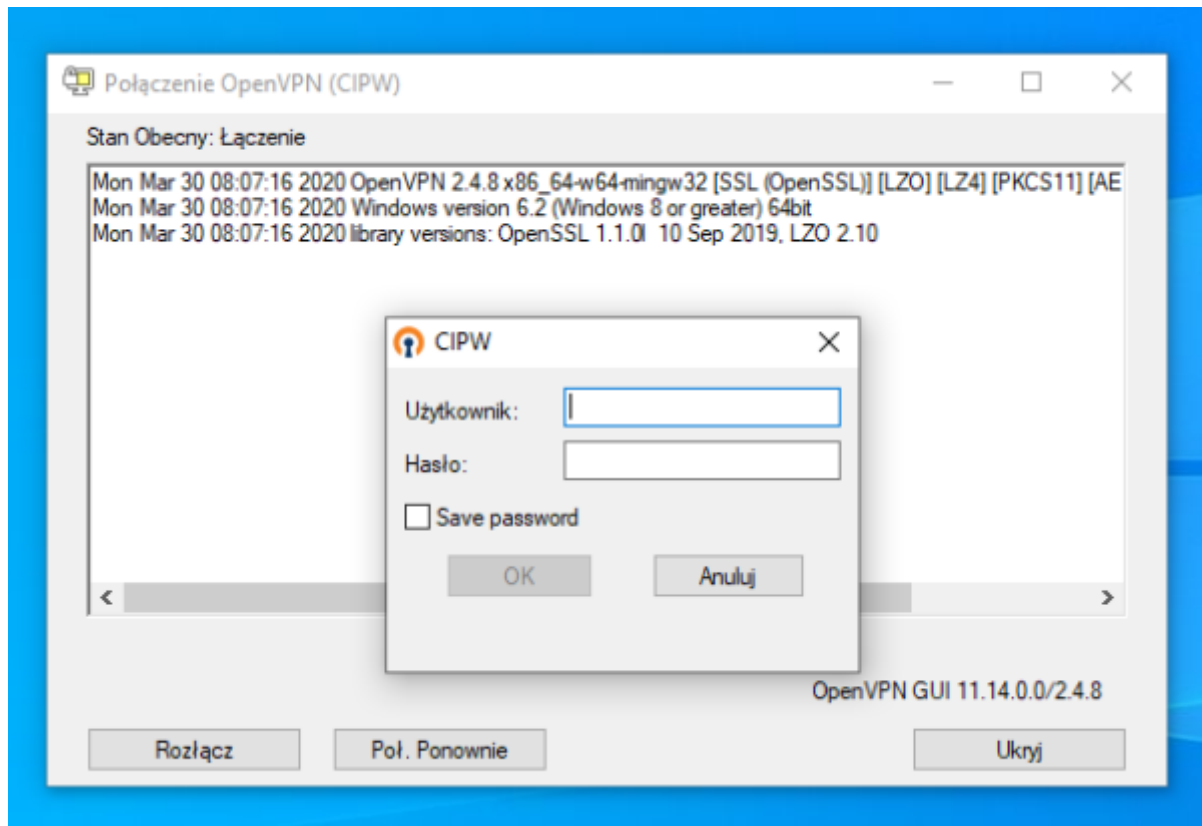 Połączenie OpenVPN (CIPW)
Stan Obecny: Łączenie
Mon Mar 30 08:07:16 2020 OpenVPN 2.4.8 x86_64-w64-mingw32 [SSL (OpenSSL)] [LZO] [LZ4] [PKCS11] [AE
Mon Mar 30 08:07:16 2020 Windows version 6.2 (Windows 8 or greater) 64bit
Mon Mar 30 08:07:16 2020 library versions: OpenSSL 1.1.0l  10 Sep 2019, LZO 2.10
CIPW
Użytkownik:
Hasło:
Save password
OK Anuluj
OpenVPN GUI 11.14.0.0/2.4.8
Rozłącz Poł. Ponownie Ukryj